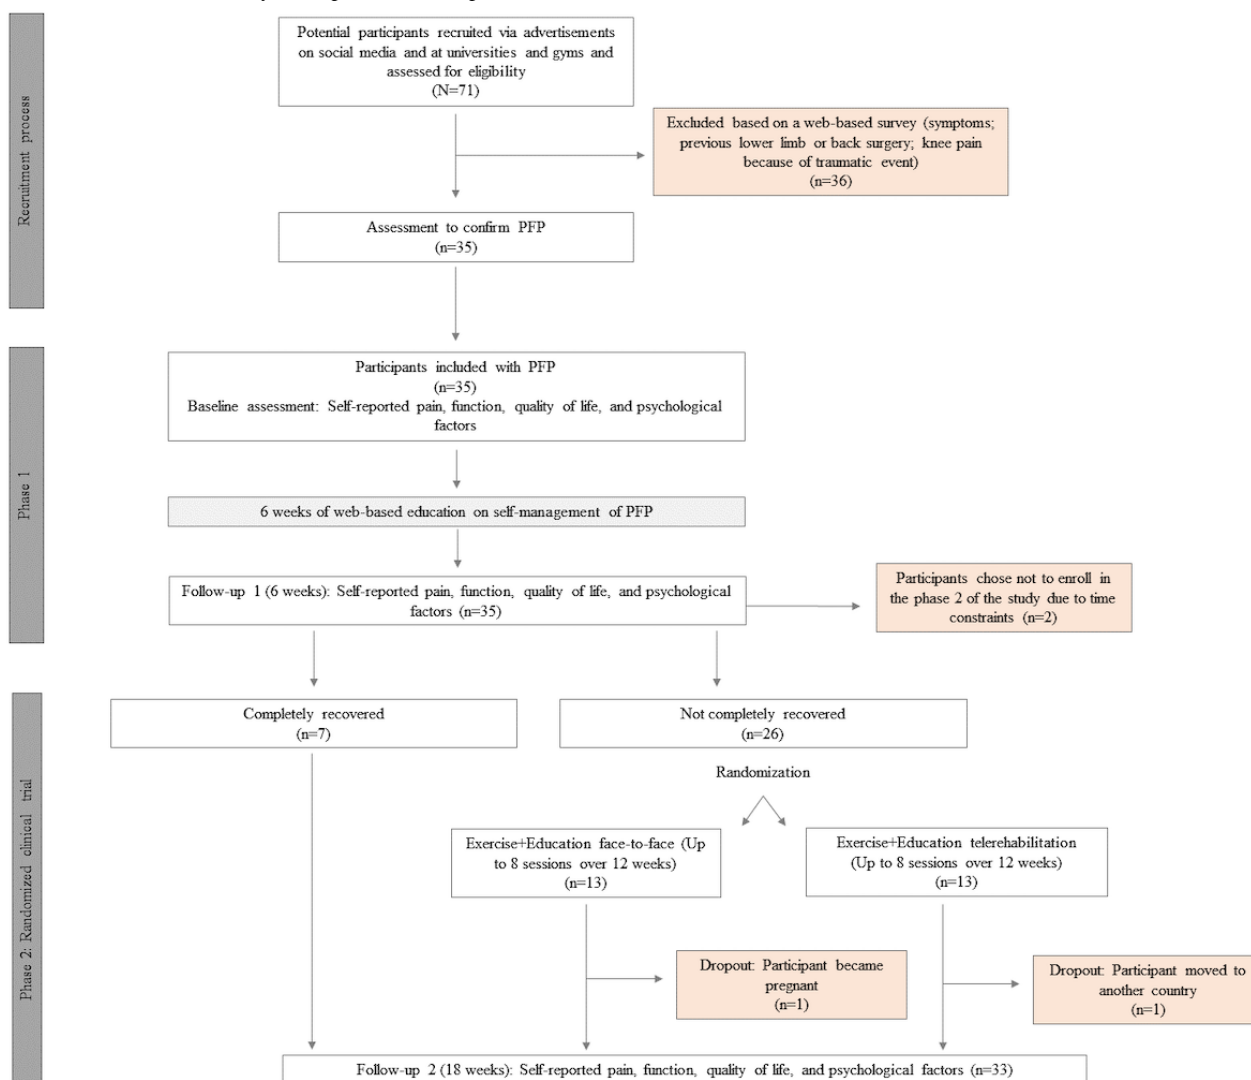 Recruitment process
Potential participants recruited via advertisements
on social media and at universities and gyms and
assessed for eligibility
(N=71)
Excluded based on a web-based survey (symptoms;
previous lower limb or back surgery; knee pain
because of traumatic event)
(n=36)
Assessment to confirm PFP
(n=35)
Phase 1
Participants included with PFP
(n=35)
Baseline assessment: Self-reported pain, function, quality of life, and psychological
factors
6 weeks of web-based education on self-management of PFP
Follow-up 1 (6 weeks): Self-reported pain, function, quality of life, and psychological
factors (n=35)
Participants chose not to enroll in
the phase 2 of the study due to time
constraints (n=2)
Phase 2: Randomized clinical trial
Completely recovered
(n=7)
Not completely recovered
(n=26)
Randomization
Exercise+Education face-to-face (Up
to 8 sessions over 12 weeks)
(n=13)
Exercise+Education telerehabilitation
(Up to 8 sessions over 12 weeks)
(n=13)
Dropout: Participant became
pregnant
(n=1)
Dropout: Participant moved to
another country
(n=1)
Follow-up 2 (18 weeks): Self-reported pain, function, quality of life, and psychological factors (n=33)